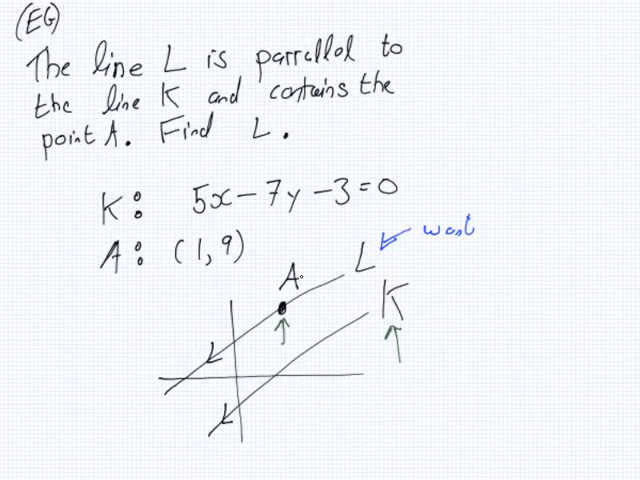 (EG)
The line L is parrallol to
the line K and contains the
point A. Find L.
K: 5x - 7y - 3 = 0
A: (1, 9)
want
L
A
K